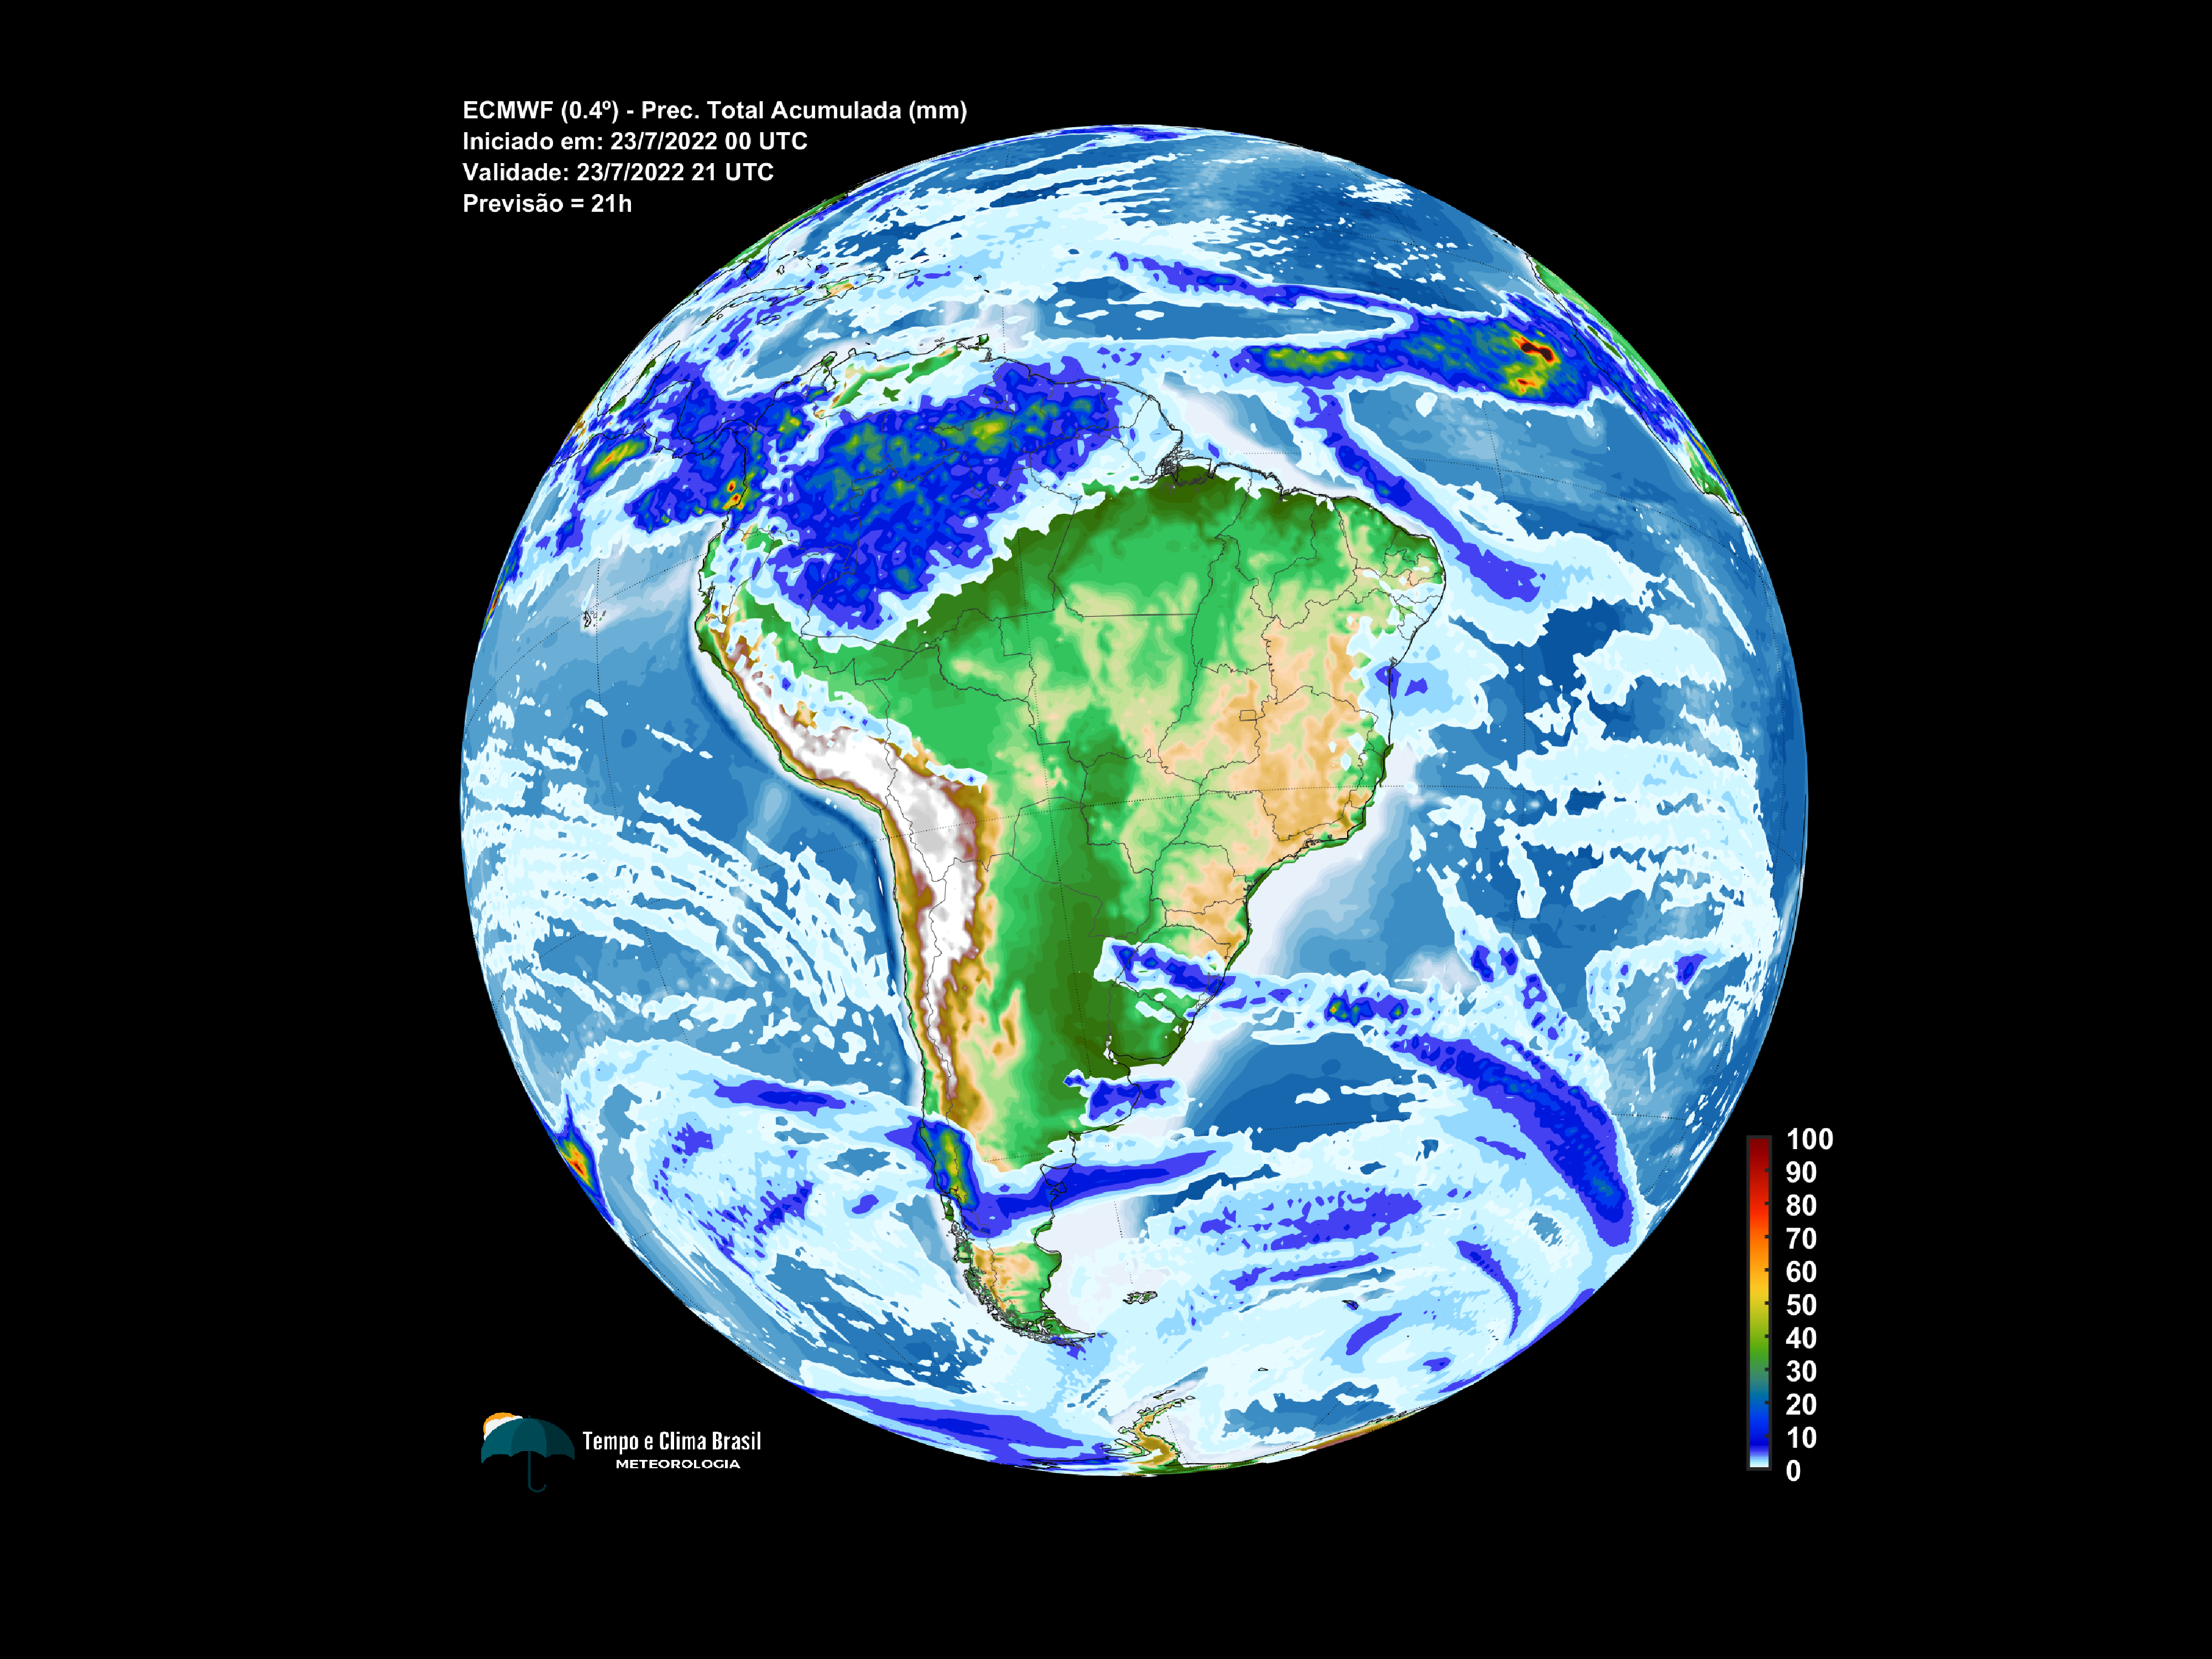 ECMWF (0.4º) - Prec. Total Acumulada (mm)
Iniciado em: 23/7/2022 00 UTC
Validade: 23/7/2022 21 UTC
Previsão = 21h
100
90
80
70
60
50
40
30
20
10
0
Tempo e Clima Brasil
METEOROLOGIA